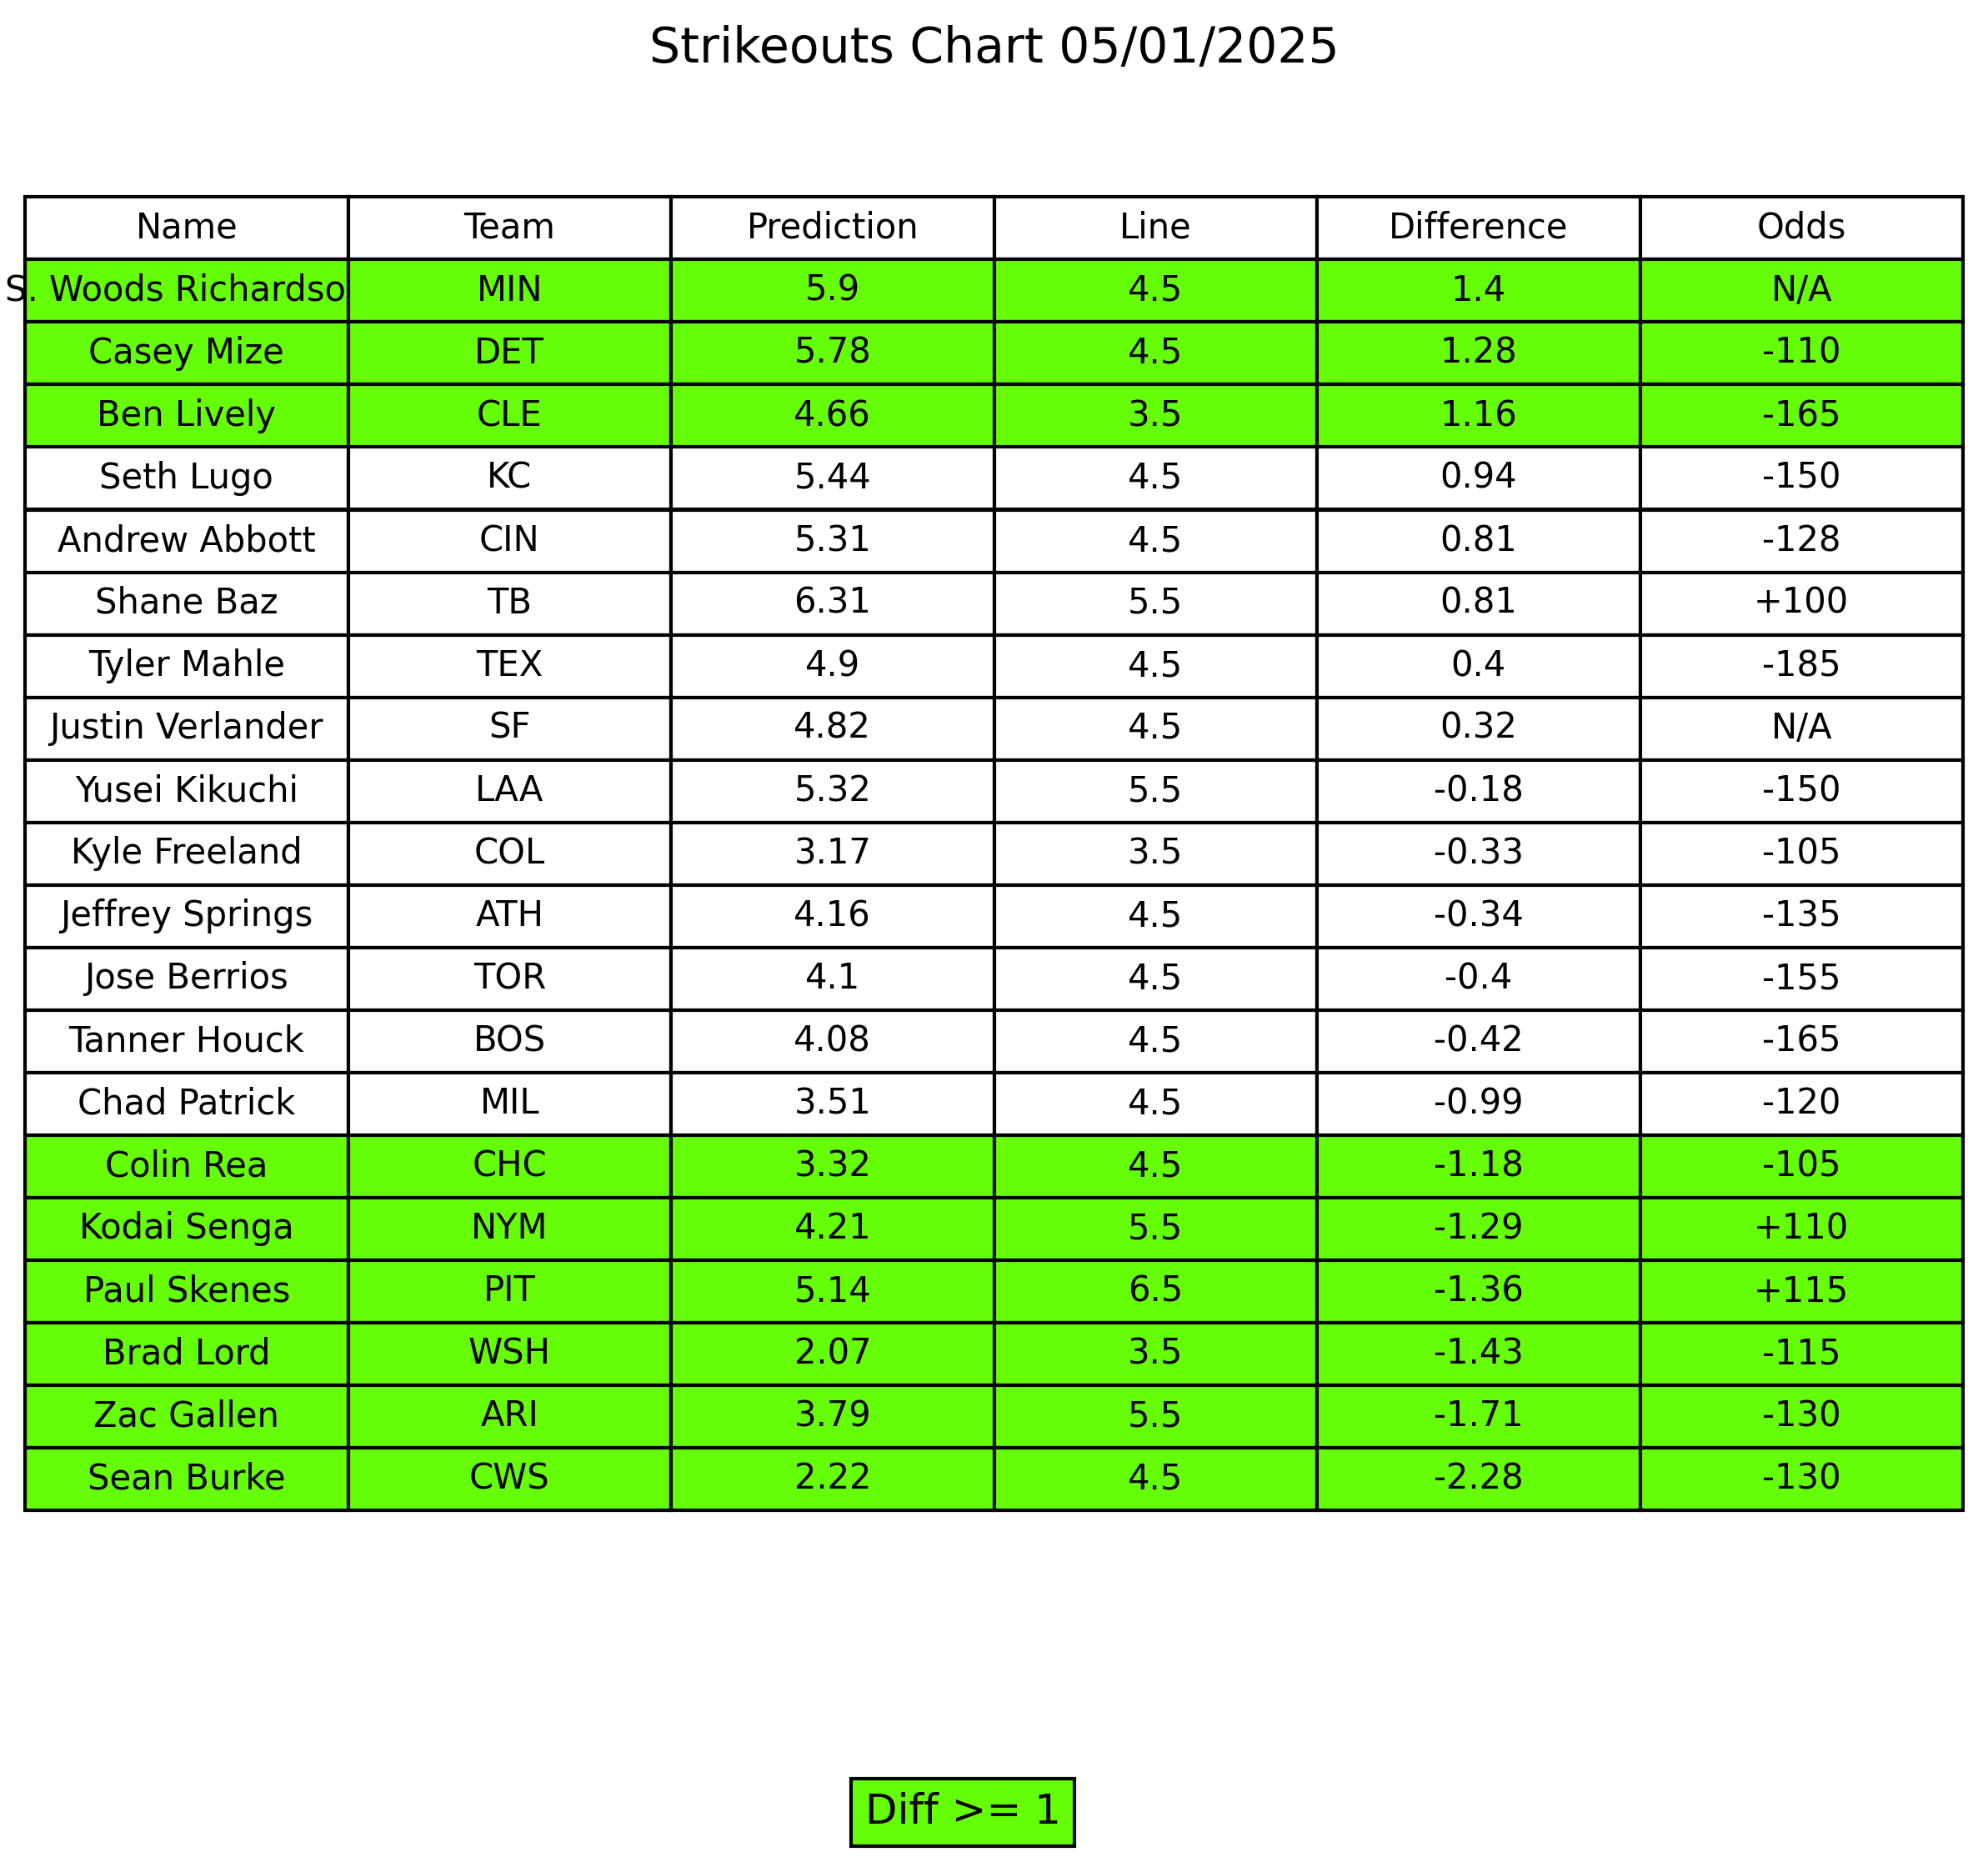 Strikeouts Chart 05/01/2025
Name Team Prediction Line Difference Odds
S. Woods Richardso MIN 5.9 4.5 1.4 N/A
Casey Mize DET 5.78 4.5 1.28 -110
Ben Lively CLE 4.66 3.5 1.16 -165
Seth Lugo KC 5.44 4.5 0.94 -150
Andrew Abbott CIN 5.31 4.5 0.81 -128
Shane Baz TB 6.31 5.5 0.81 +100
Tyler Mahle TEX 4.9 4.5 0.4 -185
Justin Verlander SF 4.82 4.5 0.32 N/A
Yusei Kikuchi LAA 5.32 5.5 -0.18 -150
Kyle Freeland COL 3.17 3.5 -0.33 -105
Jeffrey Springs ATH 4.16 4.5 -0.34 -135
Jose Berrios TOR 4.1 4.5 -0.4 -155
Tanner Houck BOS 4.08 4.5 -0.42 -165
Chad Patrick MIL 3.51 4.5 -0.99 -120
Colin Rea CHC 3.32 4.5 -1.18 -105
Kodai Senga NYM 4.21 5.5 -1.29 +110
Paul Skenes PIT 5.14 6.5 -1.36 +115
Brad Lord WSH 2.07 3.5 -1.43 -115
Zac Gallen ARI 3.79 5.5 -1.71 -130
Sean Burke CWS 2.22 4.5 -2.28 -130
Diff >= 1